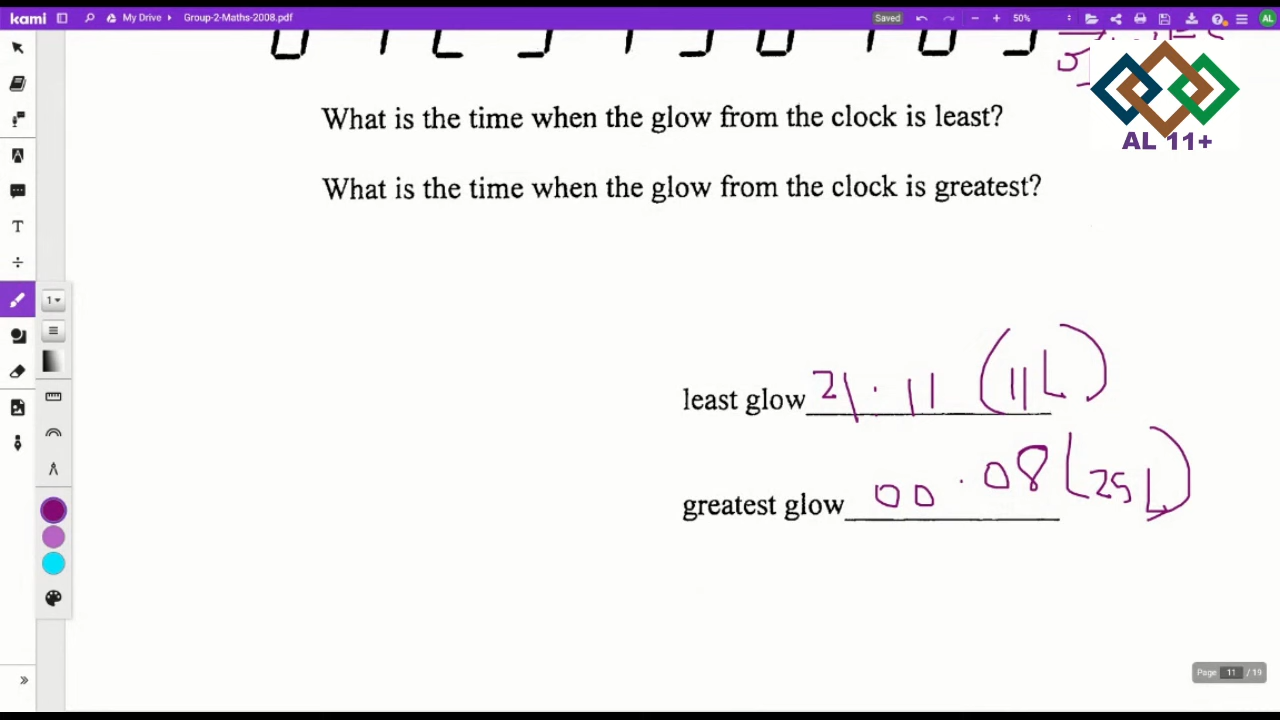 kami My Drive Group-2-Maths-2008.pdf Saved 50% AL
What is the time when the glow from the clock is least?
AL 11+
What is the time when the glow from the clock is greatest?
least glow 21.11 (11L)
greatest glow 00.08 (25L)
Page 11 / 19